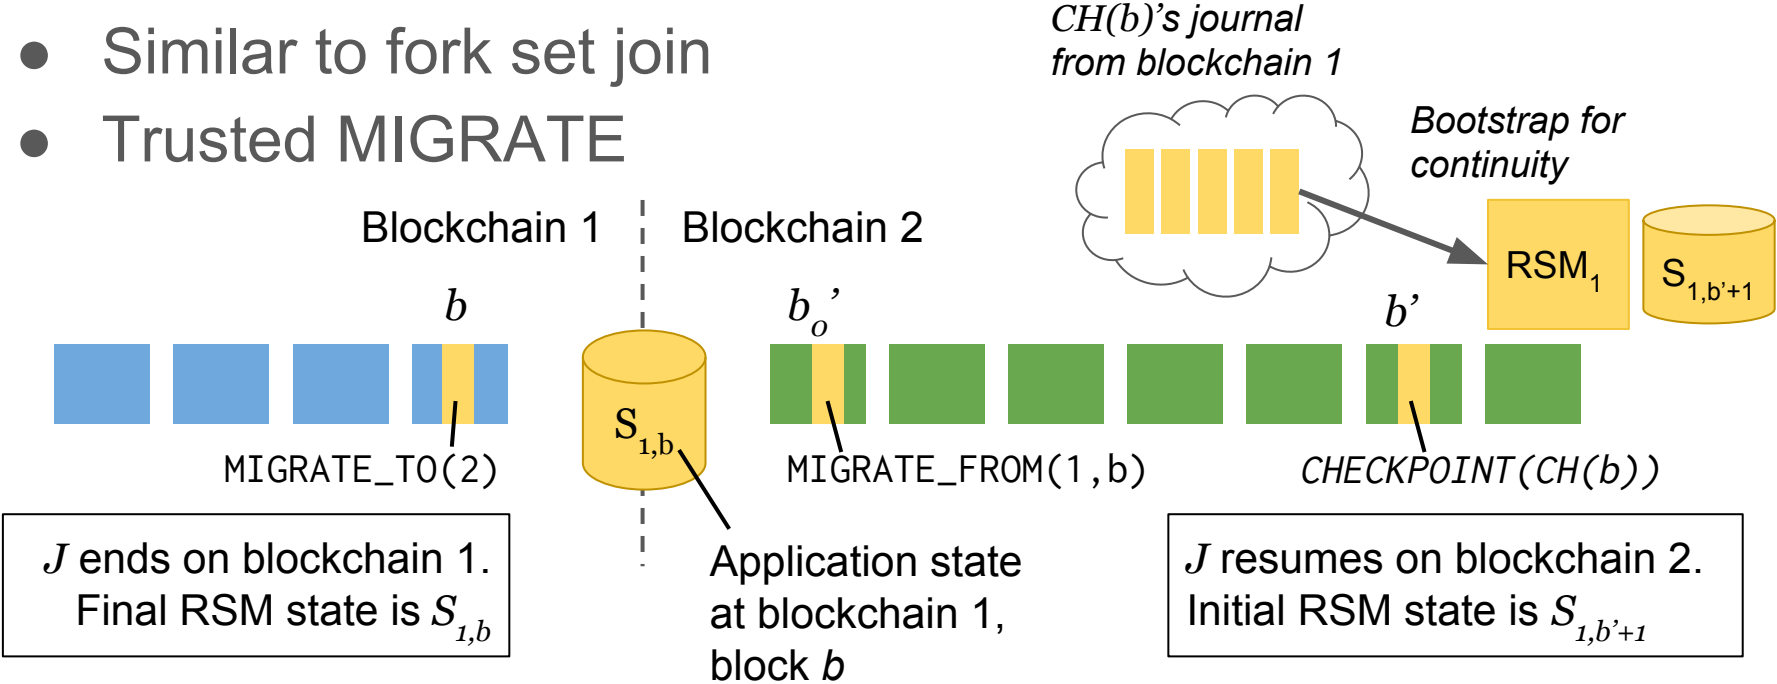 ● Similar to fork set join
● Trusted MIGRATE
CH(b)’s journal
from blockchain 1
Bootstrap for
continuity
Blockchain 1
Blockchain 2
RSM1
S1,b’+1
b
b0’
b’
S1,b
MIGRATE_TO(2)
MIGRATE_FROM(1,b)
CHECKPOINT(CH(b))
J ends on blockchain 1.
Final RSM state is S1,b
Application state
at blockchain 1,
block b
J resumes on blockchain 2.
Initial RSM state is S1,b’+1